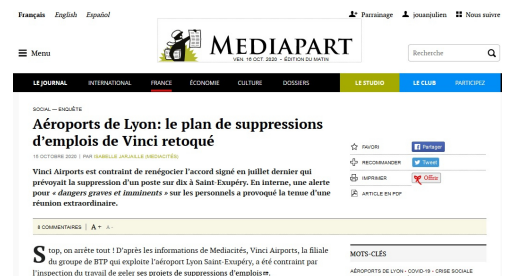 Français English Español
Parrainage jouanjulien Nous suivre
Menu
MEDIAPART
VEN. 16 OCT. 2020 - ÉDITION DU MATIN
Recherche
LE JOURNAL INTERNATIONAL FRANCE ÉCONOMIE CULTURE DOSSIERS LE STUDIO LE CLUB PARTICIPEZ
SOCIAL — ENQUÊTE
Aéroports de Lyon: le plan de suppressions
d'emplois de Vinci retoqué
15 OCTOBRE 2020 | PAR ISABELLE JARJAILLE (MEDIACITÉS)
Vinci Airports est contraint de renégocier l'accord signé en juillet dernier qui
prévoyait la suppression d'un poste sur dix à Saint-Exupéry. En interne, une alerte
pour « dangers graves et imminents » sur les personnels a provoqué la tenue d'une
réunion extraordinaire.
FAVORI Partager
RECOMMANDER Tweet
IMPRIMER Offrir
ARTICLE EN PDF
8 COMMENTAIRES | A + A -
Stop, on arrête tout ! D'après les informations de Mediacités, Vinci Airports, la filiale
du groupe de BTP qui exploite l'aéroport Lyon Saint-Exupéry, a été contraint par
l'inspection du travail de geler ses projets de suppressions d'emplois.
MOTS-CLÉS
AÉROPORTS DE LYON - COVID-19 - CRISE SOCIALE